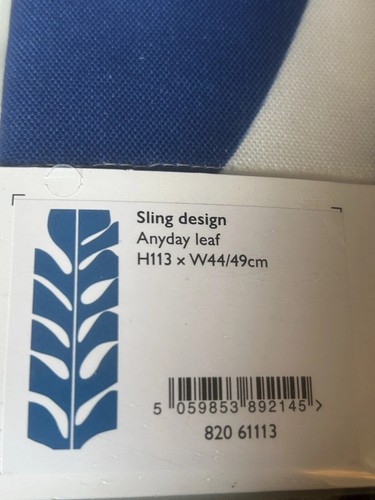 Sling design
Anyday leaf
H113 x W44/49cm
5 059853 892145 >
820 61113